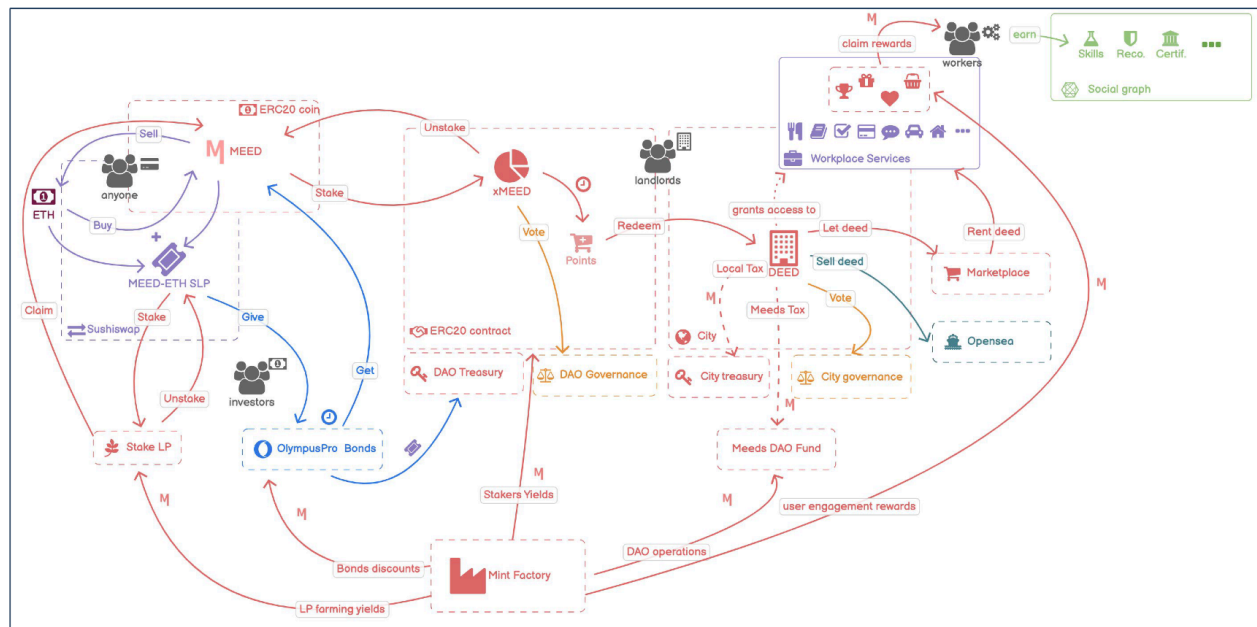 claim rewards
workers
earn
Skills
Reco.
Certif.
Social graph
ERC20 coin
Sell
MEED
anyone
ETH
Buy
Stake
Unstake
xMEED
landlords
Workplace Services
grants access to
Let deed
Rent deed
Vote
Points
Redeem
Local Tax
DEED
Sell deed
Marketplace
MEED-ETH SLP
Meeds Tax
Vote
Claim
Stake
Give
Sushiswap
ERC20 contract
City
Opensea
Get
DAO Treasury
DAO Governance
City treasury
City governance
investors
Unstake
Stake LP
OlympusPro Bonds
Meeds DAO Fund
Stakers Yields
user engagement rewards
DAO operations
Bonds discounts
Mint Factory
LP farming yields